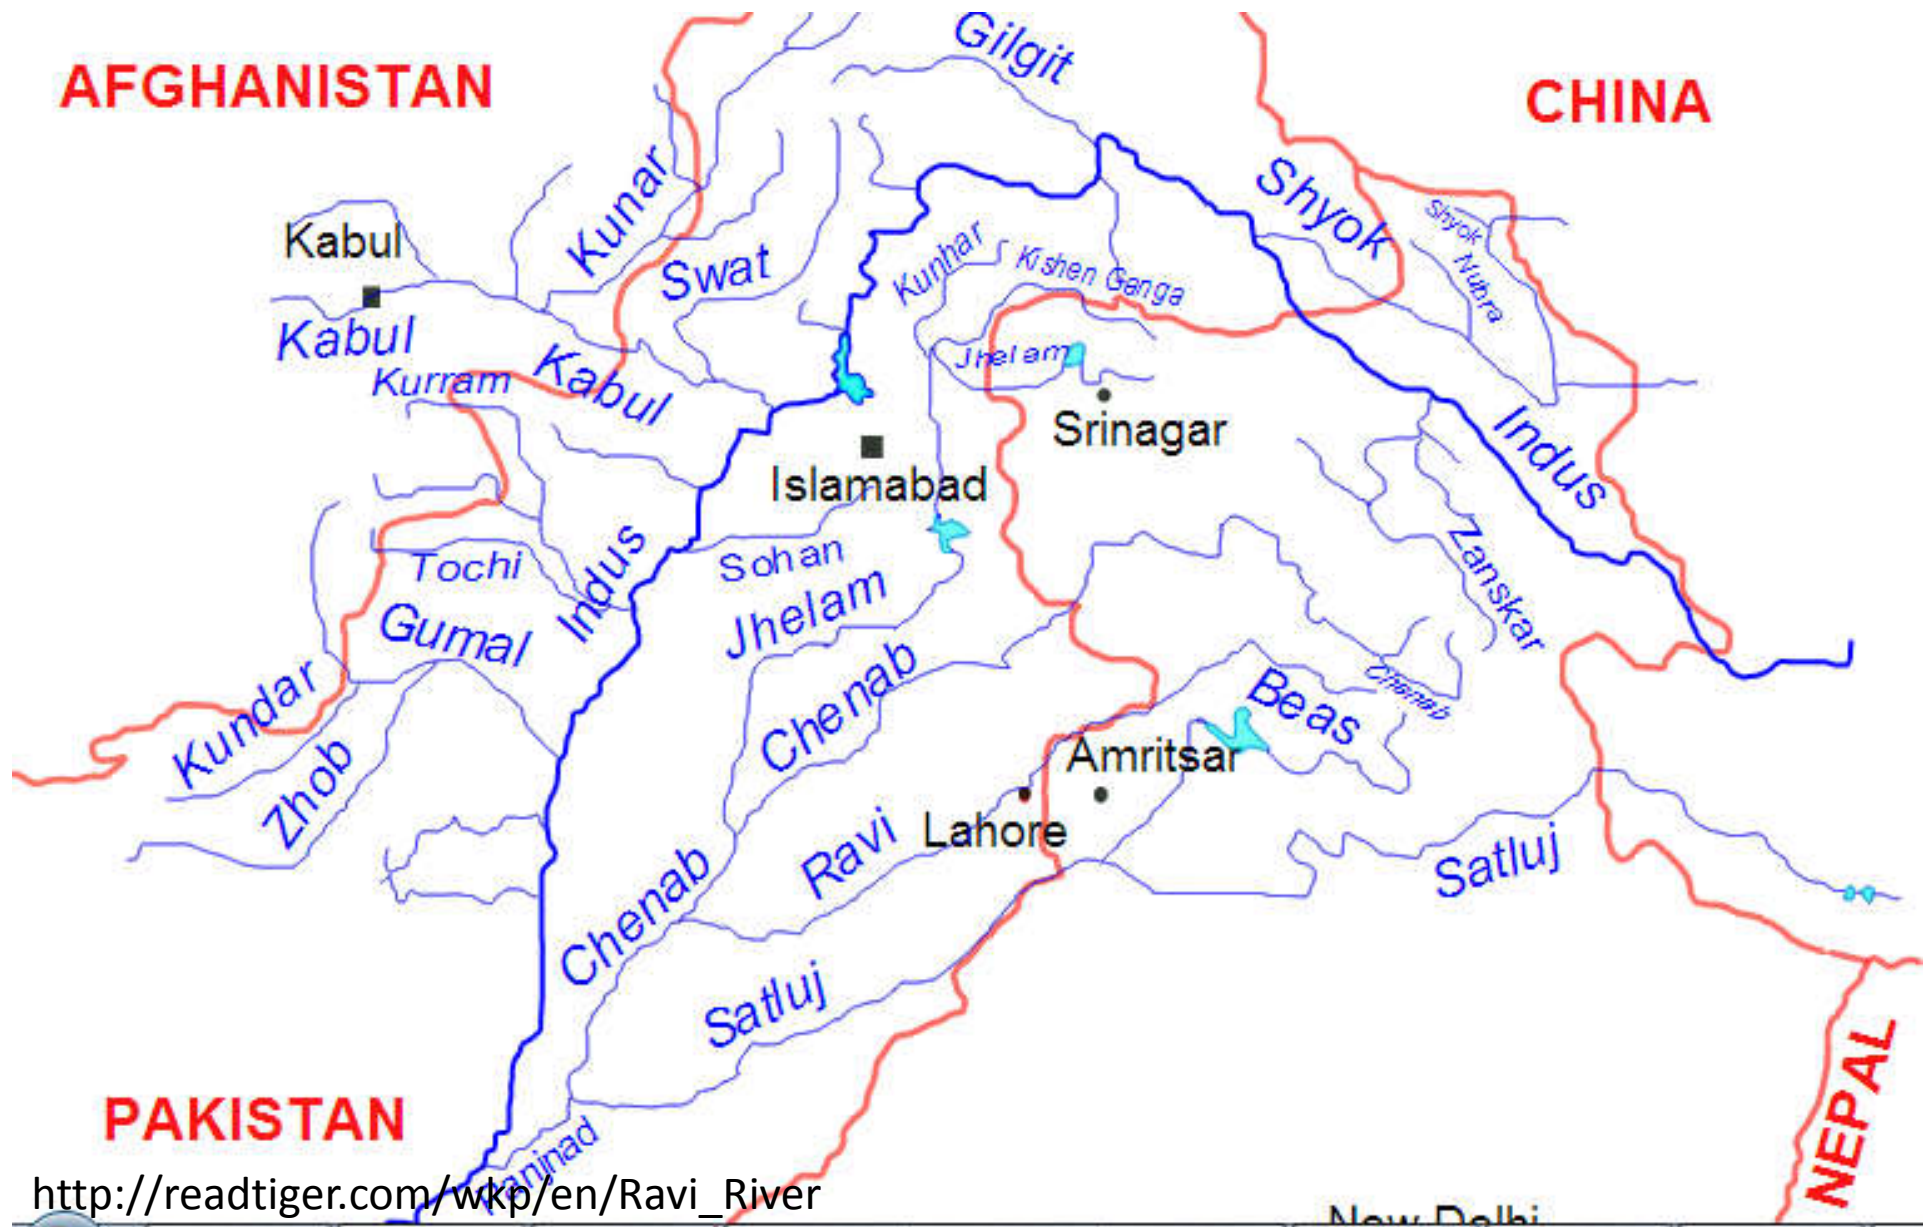 Gilgit
AFGHANISTAN
CHINA
Kunar
Shyok
Shyok
Kabul
Swat
Kunhar
Kishen Ganga
Nubra
Kabul
Kabul
Kurram
Jhelam
Srinagar
Indus
Islamabad
Indus
Sohan
Tochi
Jhelam
Zanskar
Gumal
Kundar
Chenab
Beas
Chenab
Zhob
Amritsar
Lahore
Ravi
Satluj
Chenab
Satluj
PAKISTAN
NEPAL
Panjnad
http://readtiger.com/wkp/en/Ravi_River
New Delhi